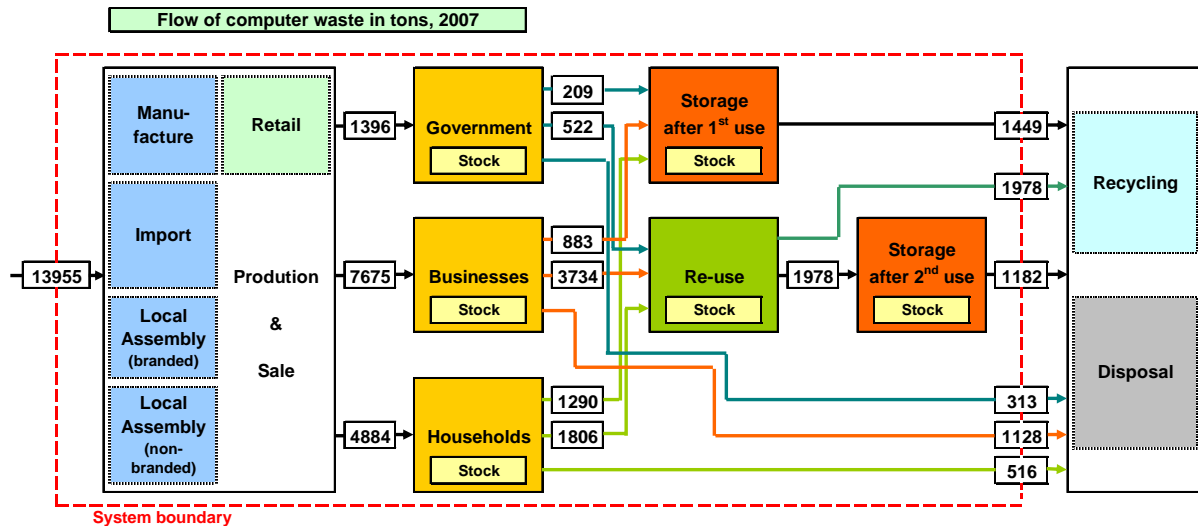 Flow of computer waste in tons, 2007
Manu-
facture
Retail
Import
Prodution
&
Sale
Local
Assembly
(branded)
Local
Assembly
(non-
branded)
13955
1396
7675
4884
Government
Stock
Businesses
Stock
Households
Stock
209
522
883
3734
1290
1806
Storage
after 1st use
Stock
Re-use
Stock
1978
Storage
after 2nd use
Stock
1449
1978
1182
313
1128
516
Recycling
Disposal
System boundary